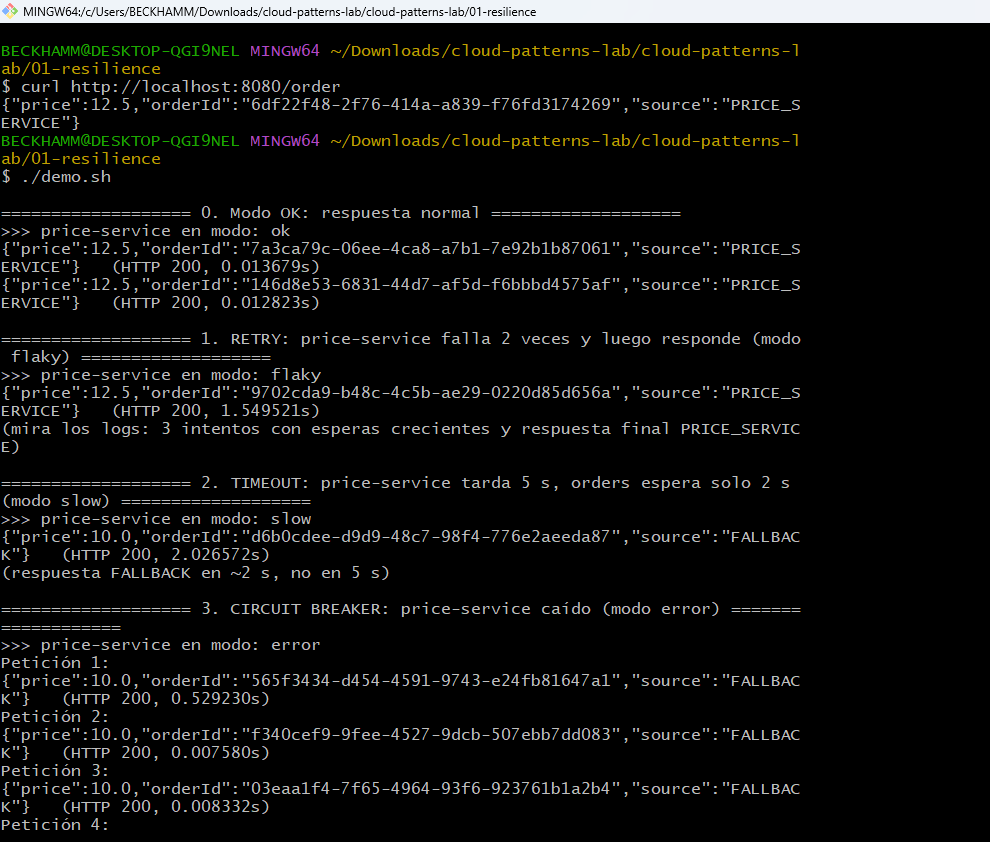 MINGW64:/c/Users/BECKHAMM/Downloads/cloud-patterns-lab/cloud-patterns-lab/01-resilience
BECKHAMM@DESKTOP-QGI9NEL MINGW64 ~/Downloads/cloud-patterns-lab/cloud-patterns-l
ab/01-resilience
$ curl http://localhost:8080/order
{"price":12.5,"orderId":"6df22f48-2f76-414a-a839-f76fd3174269","source":"PRICE_S
ERVICE"}
BECKHAMM@DESKTOP-QGI9NEL MINGW64 ~/Downloads/cloud-patterns-lab/cloud-patterns-l
ab/01-resilience
$ ./demo.sh
=================== 0. Modo OK: respuesta normal ===================
>>> price-service en modo: ok
{"price":12.5,"orderId":"7a3ca79c-06ee-4ca8-a7b1-7e92b1b87061","source":"PRICE_S
ERVICE"}   (HTTP 200, 0.013679s)
{"price":12.5,"orderId":"146d8e53-6831-44d7-af5d-f6bbbd4575af","source":"PRICE_S
ERVICE"}   (HTTP 200, 0.012823s)
=================== 1. RETRY: price-service falla 2 veces y luego responde (modo
 flaky) ===================
>>> price-service en modo: flaky
{"price":12.5,"orderId":"9702cda9-b48c-4c5b-ae29-0220d85d656a","source":"PRICE_S
ERVICE"}   (HTTP 200, 1.549521s)
(mira los logs: 3 intentos con esperas crecientes y respuesta final PRICE_SERVIC
E)
=================== 2. TIMEOUT: price-service tarda 5 s, orders espera solo 2 s
(modo slow) ===================
>>> price-service en modo: slow
{"price":10.0,"orderId":"d6b0cdee-d9d9-48c7-98f4-776e2aeeda87","source":"FALLBAC
K"}   (HTTP 200, 2.026572s)
(respuesta FALLBACK en ~2 s, no en 5 s)
=================== 3. CIRCUIT BREAKER: price-service caído (modo error) =======
============
>>> price-service en modo: error
Petición 1:
{"price":10.0,"orderId":"565f3434-d454-4591-9743-e24fb81647a1","source":"FALLBAC
K"}   (HTTP 200, 0.529230s)
Petición 2:
{"price":10.0,"orderId":"f340cef9-9fee-4527-9dcb-507ebb7dd083","source":"FALLBAC
K"}   (HTTP 200, 0.007580s)
Petición 3:
{"price":10.0,"orderId":"03eaa1f4-7f65-4964-93f6-923761b1a2b4","source":"FALLBAC
K"}   (HTTP 200, 0.008332s)
Petición 4: